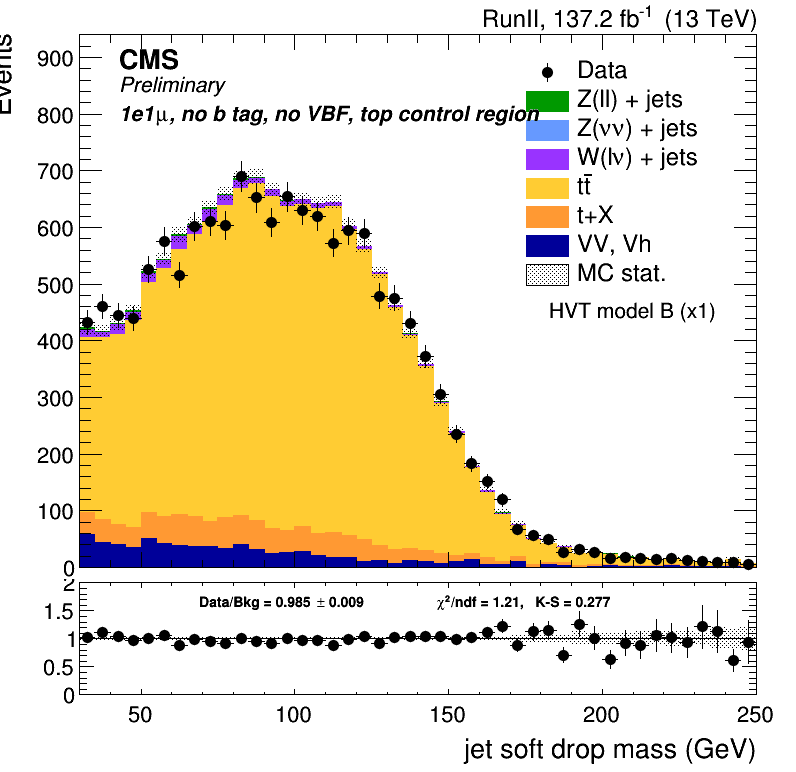 RunII, 137.2 fb⁻¹ (13 TeV)
Events
CMS
Preliminary
1e1μ, no b tag, no VBF, top control region
Data
Z(ll) + jets
Z(νν) + jets
W(lν) + jets
tt̄
t+X
VV, Vh
MC stat.
HVT model B (x1)
900
800
700
600
500
400
300
200
100
0
Data/Bkg = 0.985 ± 0.009 χ²/ndf = 1.21, K-S = 0.277
2
1.5
1
0.5
0
50 100 150 200 250
jet soft drop mass (GeV)